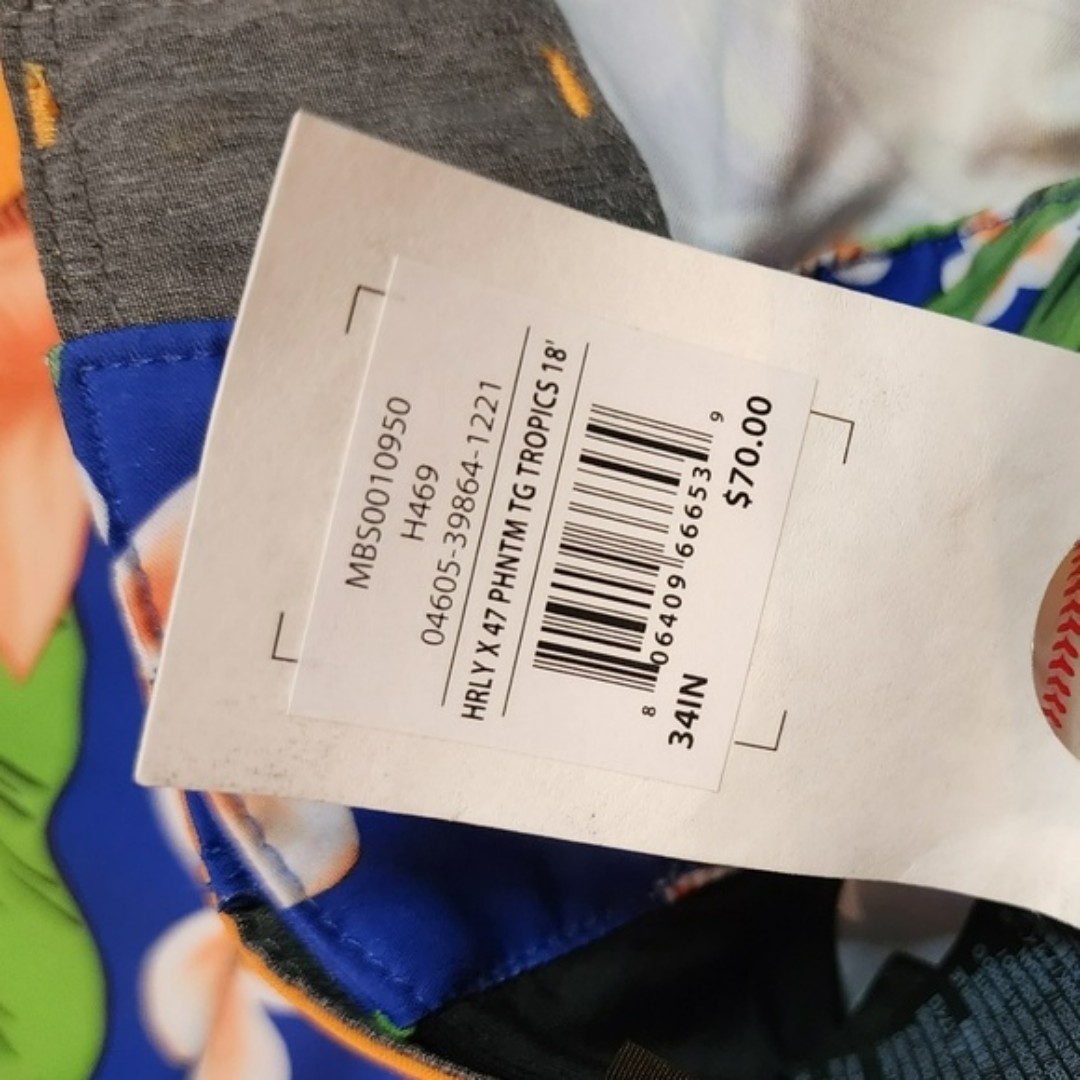 MBS0010950
H469
04605-39864-1221
HRLY X 47 PHNTM TG TROPICS 18'
8 06409 66653 9
34IN $70.00